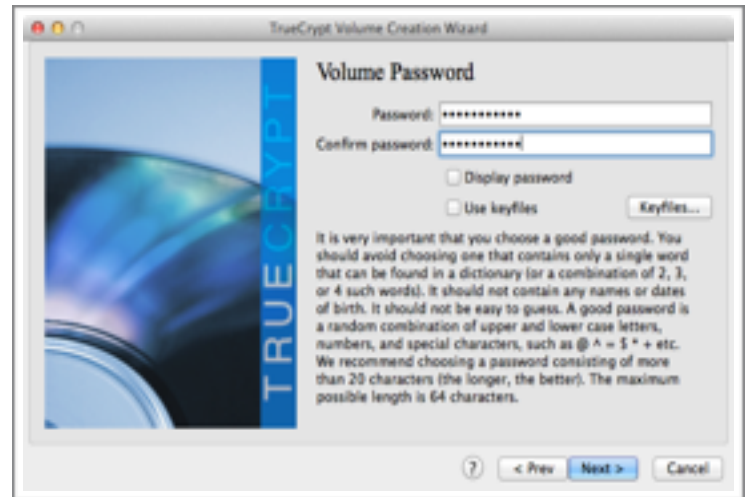 TrueCrypt Volume Creation Wizard
TRUECRYPT
Volume Password
Password: •••••••••••
Confirm password: •••••••••••
Display password
Use keyfiles
Keyfiles...
It is very important that you choose a good password. You
should avoid choosing one that contains only a single word
that can be found in a dictionary (or a combination of 2, 3,
or 4 such words). It should not contain any names or dates
of birth. It should not be easy to guess. A good password is
a random combination of upper and lower case letters,
numbers, and special characters, such as @ ^ = $ * + etc.
We recommend choosing a password consisting of more
than 20 characters (the longer, the better). The maximum
possible length is 64 characters.
? < Prev Next > Cancel